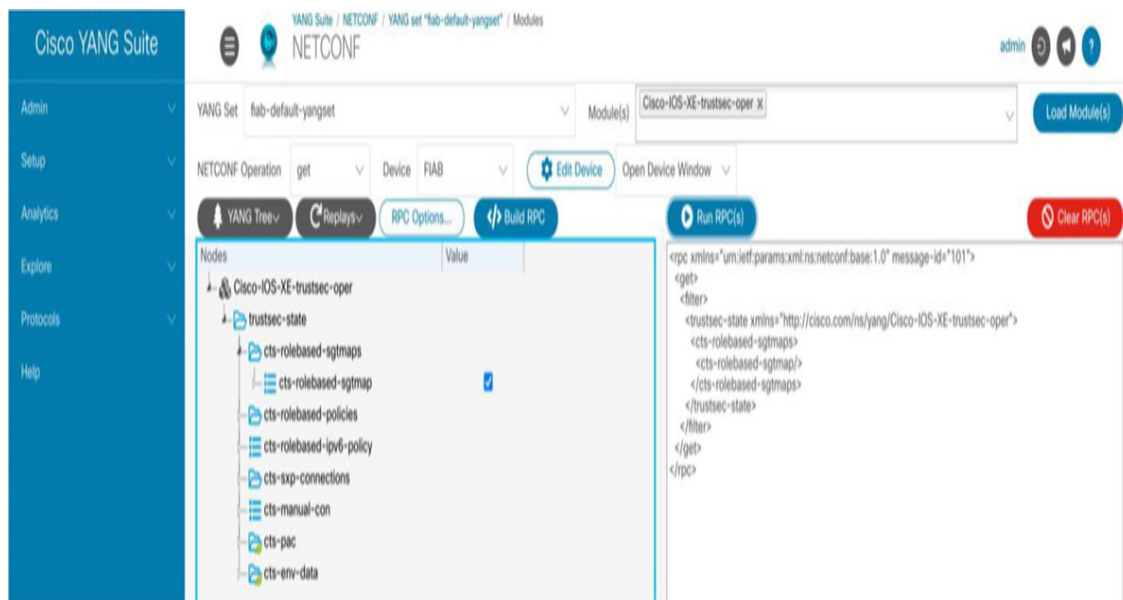 Cisco YANG Suite
Admin
Setup
Analytics
Explore
Protocols
Help
YANG Suite / NETCONF / YANG set "fiab-default-yangset" / Modules
NETCONF
admin
?
YANG Set fiab-default-yangset Module(s) Cisco-IOS-XE-trustsec-oper x Load Module(s)
NETCONF Operation get Device FIAB Edit Device Open Device Window
YANG Tree Replays RPC Options... </> Build RPC Run RPC(s) Clear RPC(s)
Nodes Value
Cisco-IOS-XE-trustsec-oper
trustsec-state
cts-rolebased-sgtmaps
cts-rolebased-sgtmap
cts-rolebased-policies
cts-rolebased-ipv6-policy
cts-sxp-connections
cts-manual-con
cts-pac
cts-env-data
<rpc xmlns="urn:ietf:params:xml:ns:netconf:base:1.0" message-id="101">
<get>
<filter>
<trustsec-state xmlns="http://cisco.com/ns/yang/Cisco-IOS-XE-trustsec-oper">
<cts-rolebased-sgtmaps>
<cts-rolebased-sgtmap/>
</cts-rolebased-sgtmaps>
</trustsec-state>
</filter>
</get>
</rpc>